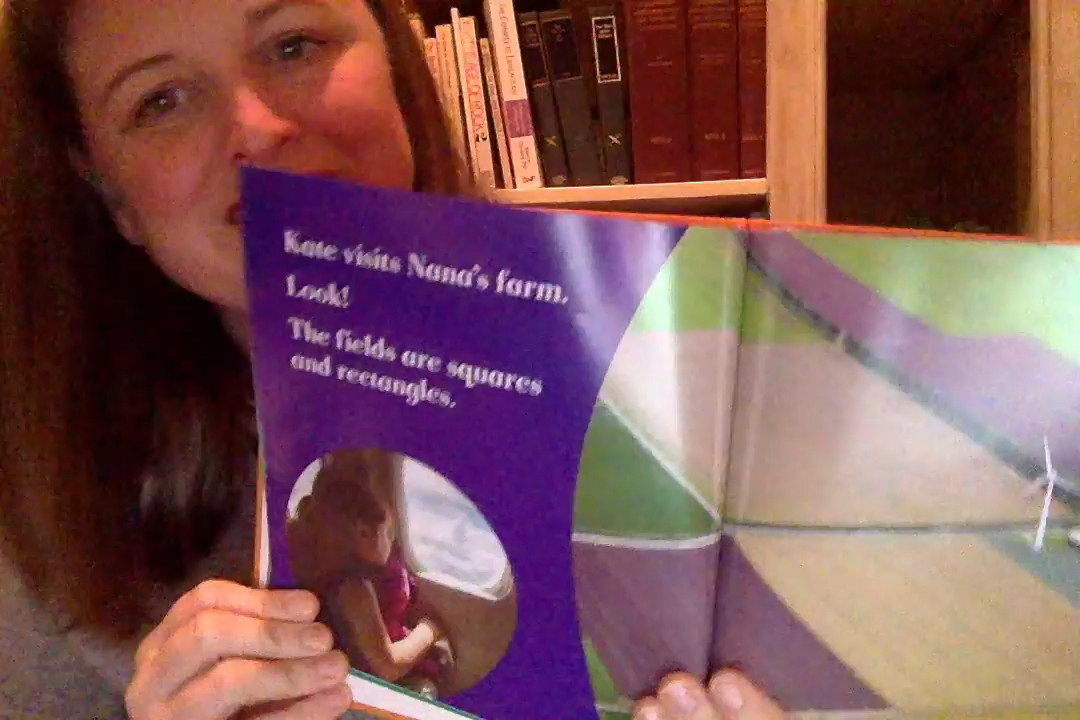 Kate visits Nana's farm.
Look!
The fields are squares
and rectangles.